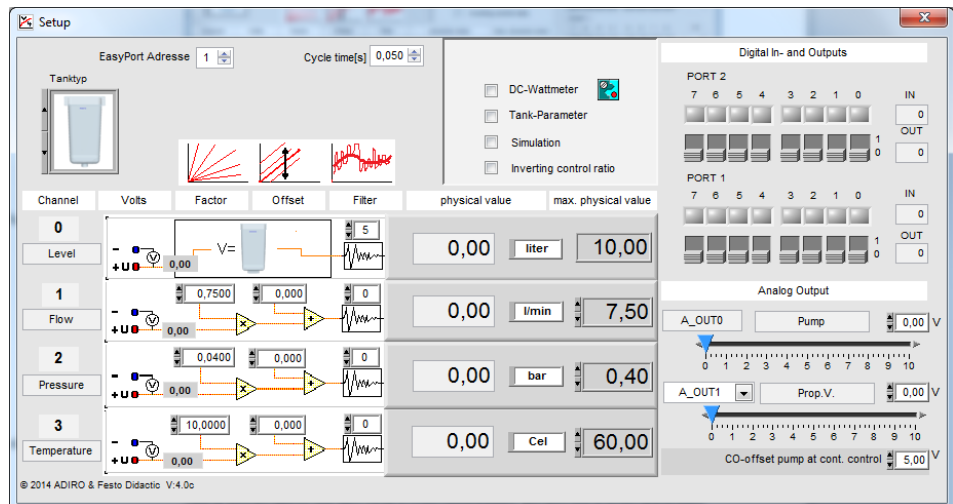 Setup
EasyPort Adresse 1 Cycle time[s] 0,050
Tanktyp
DC-Wattmeter
Tank-Parameter
Simulation
Inverting control ratio
Channel Volts Factor Offset Filter physical value max. physical value
0
Level
- +U V 0,00 V= 5 0,00 liter 10,00
1
Flow
- +U V 0,00 0,7500 x 0,000 + 0 0,00 l/min 7,50
2
Pressure
- +U V 0,00 0,0400 x 0,000 + 0 0,00 bar 0,40
3
Temperature
- +U V 0,00 10,0000 x 0,000 + 0 0,00 Cel 60,00
© 2014 ADIRO & Festo Didactic V:4.0c
Digital In- and Outputs
PORT 2
7 6 5 4 3 2 1 0 IN
0
OUT
1
0 0
PORT 1
7 6 5 4 3 2 1 0 IN
0
OUT
1
0 0
Analog Output
A_OUT0 Pump 0,00 V
0 1 2 3 4 5 6 7 8 9 10
A_OUT1 Prop.V. 0,00 V
0 1 2 3 4 5 6 7 8 9 10
CO-offset pump at cont. control 5,00 V